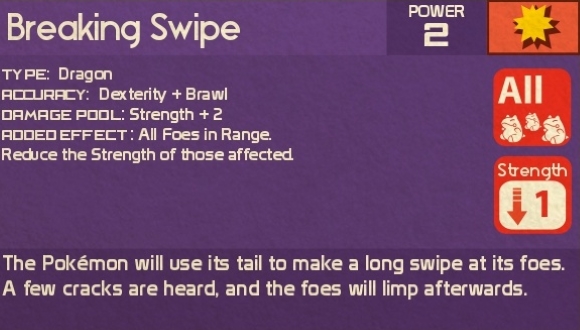 Breaking Swipe
POWER
2
TYPE: Dragon
ACCURACY: Dexterity + Brawl
DAMAGE POOL: Strength + 2
ADDED EFFECT: All Foes in Range.
Reduce the Strength of those affected.
All
Strength
1
The Pokémon will use its tail to make a long swipe at its foes.
A few cracks are heard, and the foes will limp afterwards.